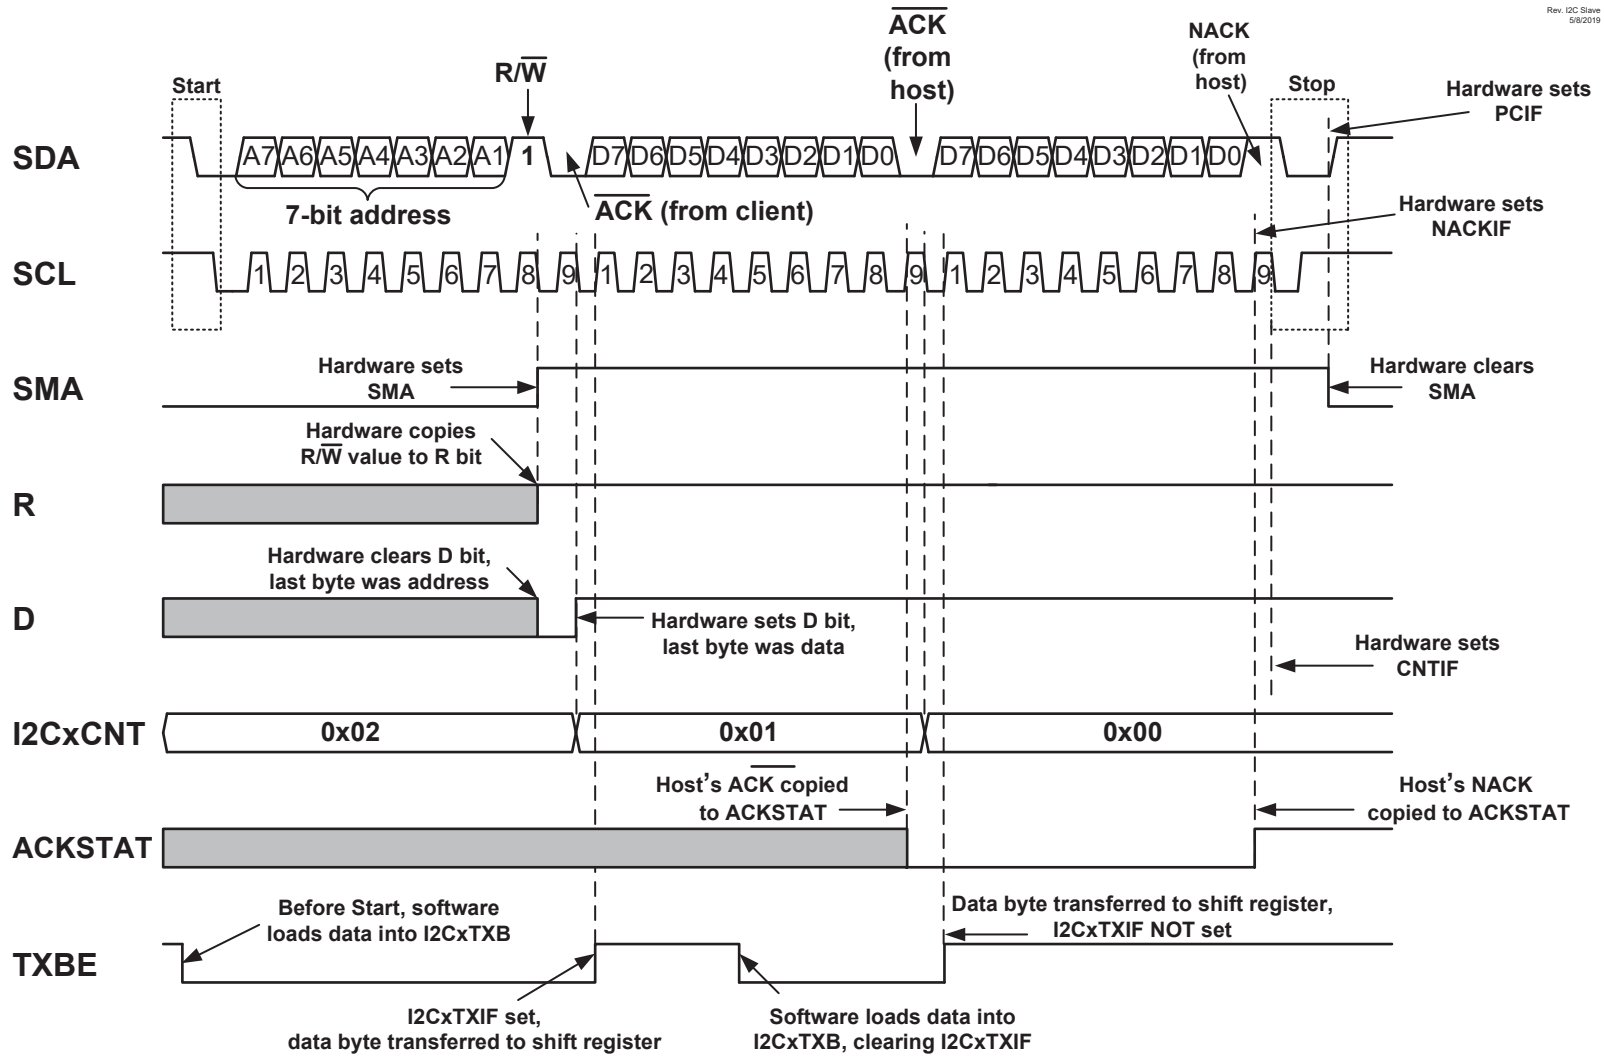 Rev. I2C Slave
5/8/2019
ACK
(from
host)
NACK
(from
host)
R/W
Start
Stop
Hardware sets
PCIF
SDA
A7 A6 A5 A4 A3 A2 A1 1 D7 D6 D5 D4 D3 D2 D1 D0 D7 D6 D5 D4 D3 D2 D1 D0
7-bit address
ACK (from client)
Hardware sets
NACKIF
SCL
1 2 3 4 5 6 7 8 9 1 2 3 4 5 6 7 8 9 1 2 3 4 5 6 7 8 9
SMA
Hardware sets
SMA
Hardware clears
SMA
Hardware copies
R/W value to R bit
R
Hardware clears D bit,
last byte was address
D
Hardware sets D bit,
last byte was data
Hardware sets
CNTIF
I2CxCNT
0x02 0x01 0x00
Host's ACK copied
to ACKSTAT
Host's NACK
copied to ACKSTAT
ACKSTAT
Before Start, software
loads data into I2CxTXB
Data byte transferred to shift register,
I2CxTXIF NOT set
TXBE
I2CxTXIF set,
data byte transferred to shift register
Software loads data into
I2CxTXB, clearing I2CxTXIF